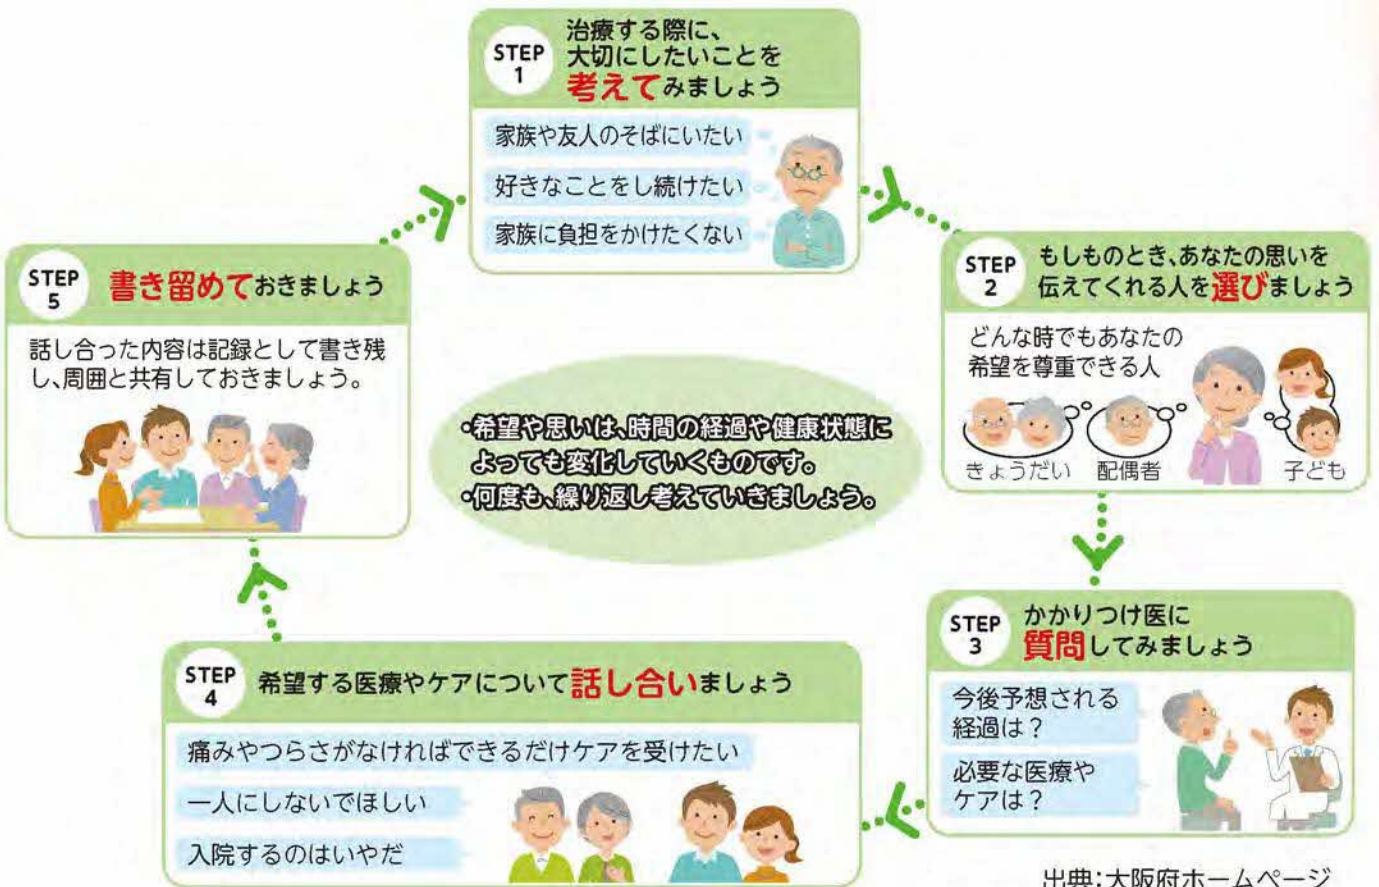 STEP
1
治療する際に、
大切にしたいことを
考えてみましょう
家族や友人のそばにいたい
好きなことをし続けたい
家族に負担をかけたくない
STEP
2
もしものとき、あなたの思いを
伝えてくれる人を選びましょう
どんな時でもあなたの
希望を尊重できる人
きょうだい
配偶者
子ども
STEP
3
かかりつけ医に
質問してみましょう
今後予想される
経過は？
必要な医療や
ケアは？
STEP
4
希望する医療やケアについて話し合いましょう
痛みやつらさがなければできるだけケアを受けたい
一人にしないでほしい
入院するのはいやだ
STEP
5
書き留めておきましょう
話し合った内容は記録として書き残
し、周囲と共有しておきましょう。
・希望や思いは、時間の経過や健康状態に
よっても変化していくものです。
・何度も、繰り返し考えていきましょう。
出典：大阪府ホームページ